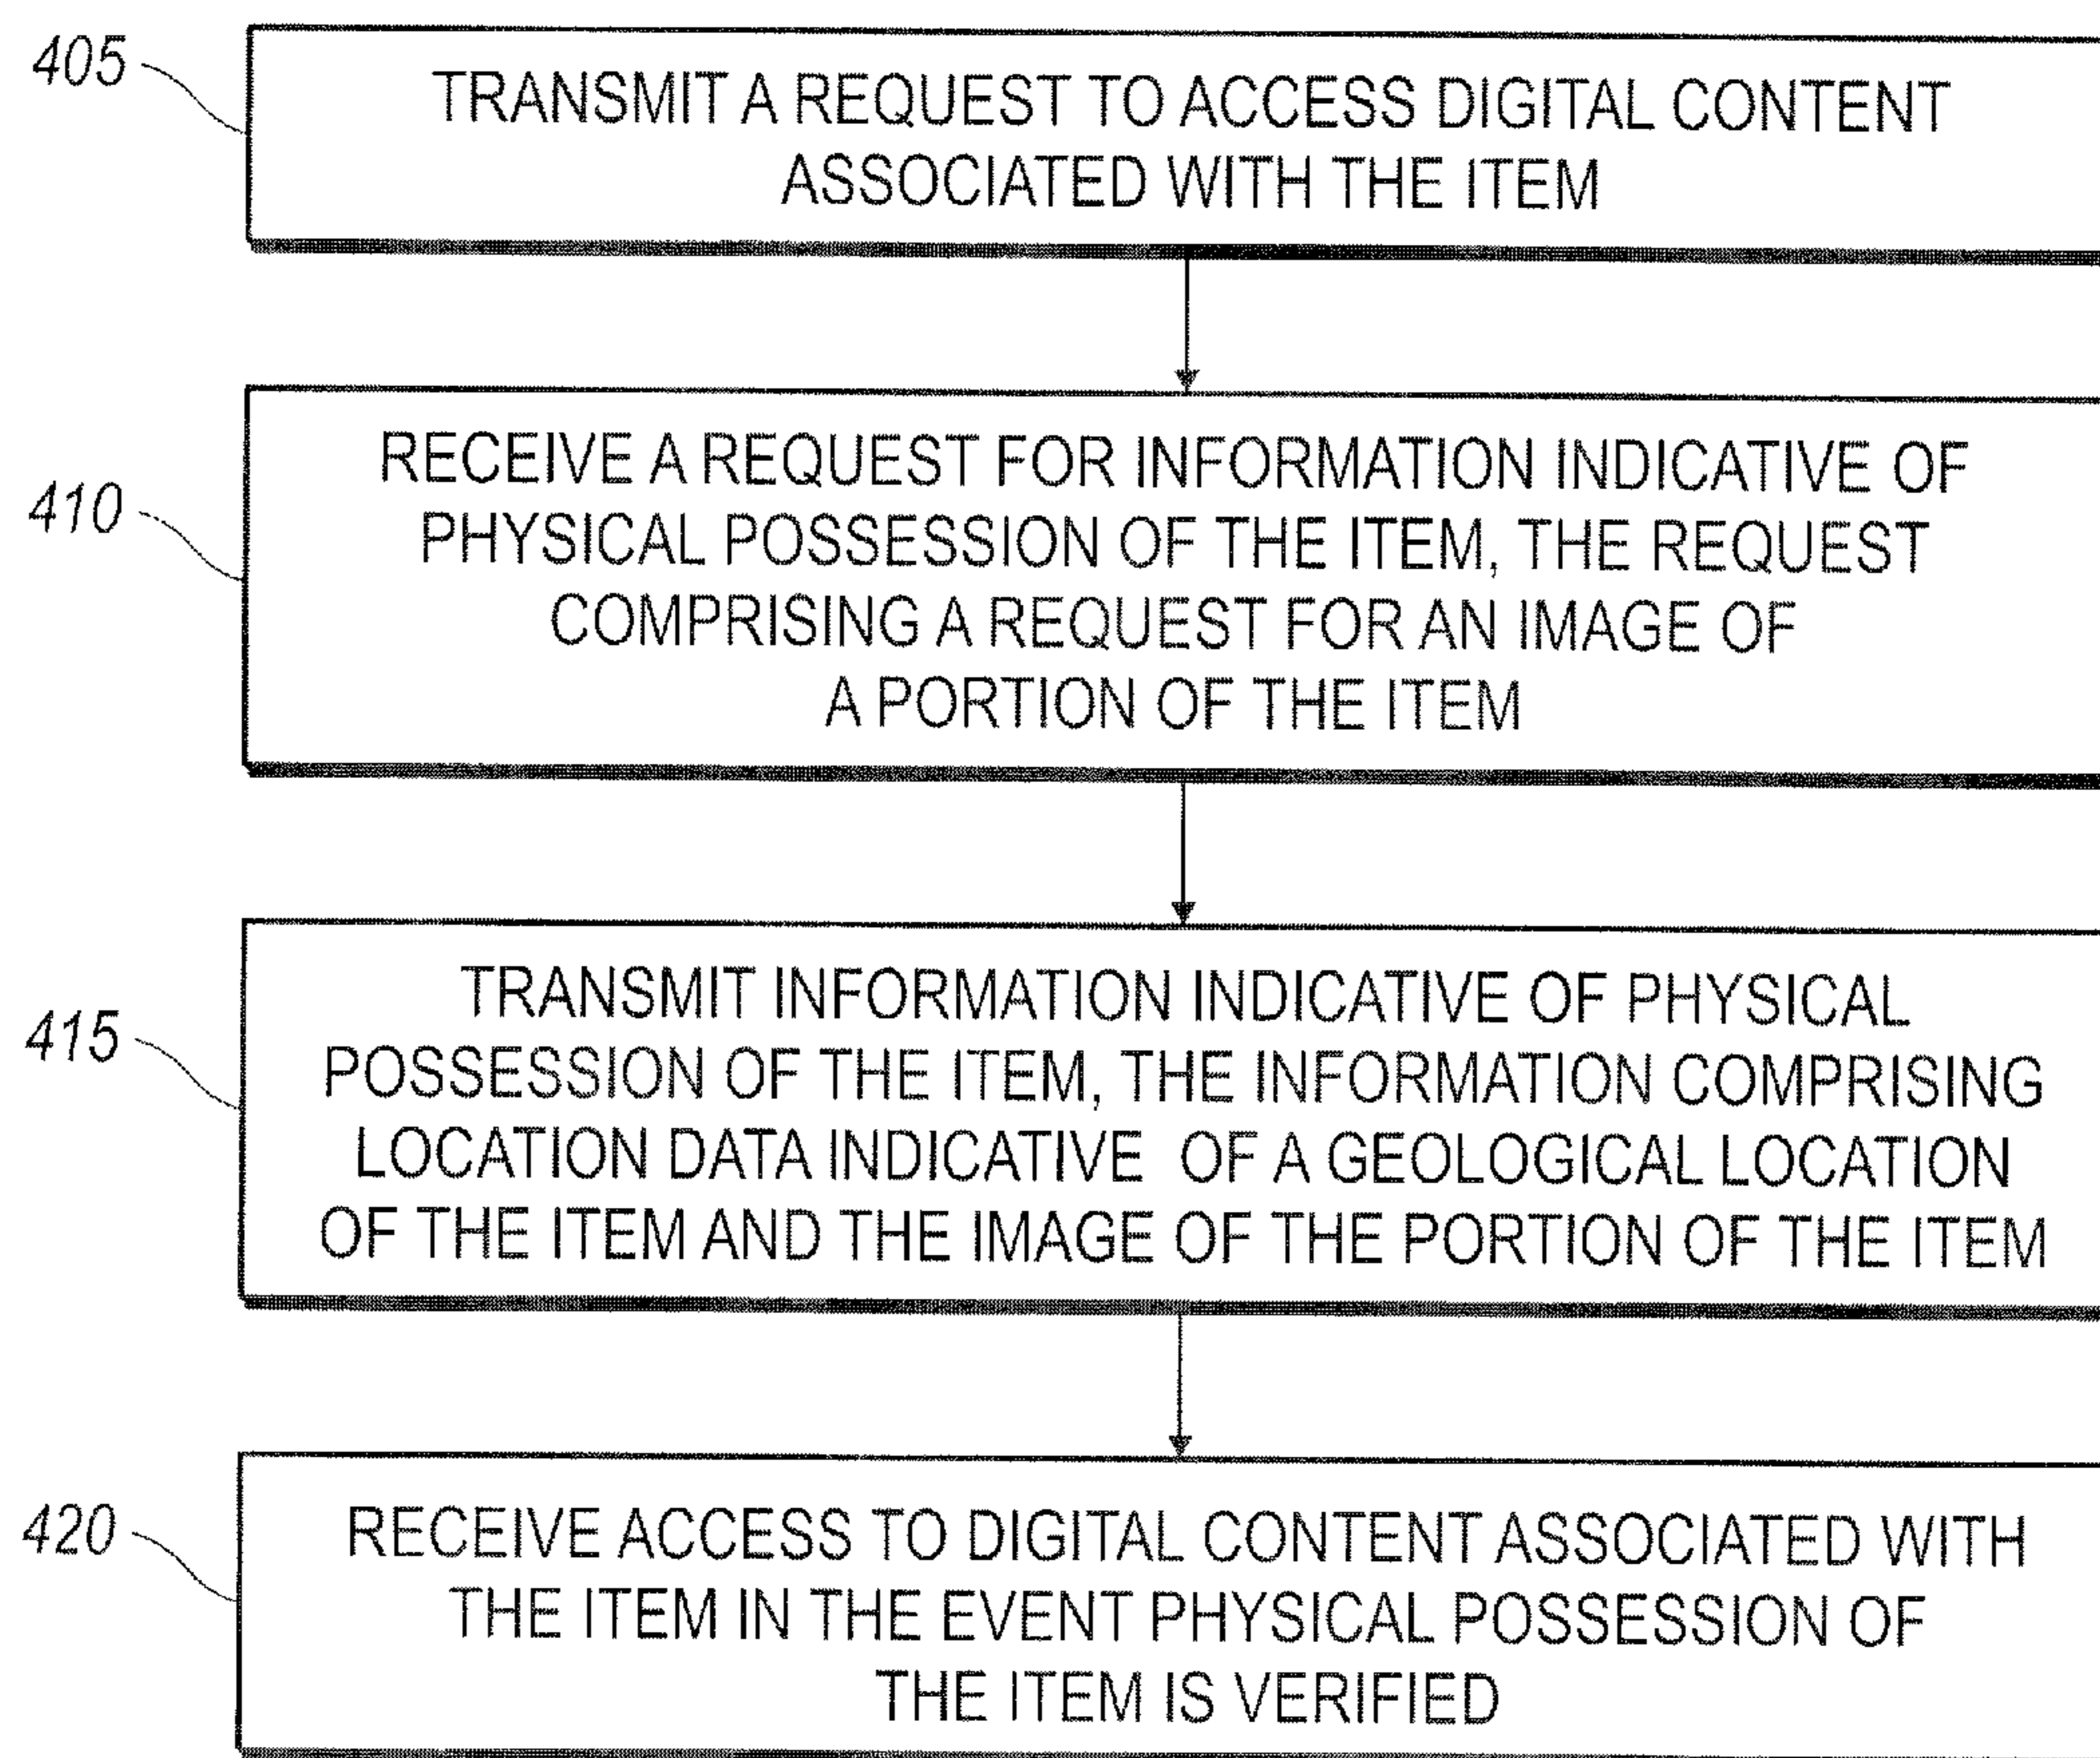 405
TRANSMIT A REQUEST TO ACCESS DIGITAL CONTENT
ASSOCIATED WITH THE ITEM
410
RECEIVE A REQUEST FOR INFORMATION INDICATIVE OF
PHYSICAL POSSESSION OF THE ITEM, THE REQUEST
COMPRISING A REQUEST FOR AN IMAGE OF
A PORTION OF THE ITEM
415
TRANSMIT INFORMATION INDICATIVE OF PHYSICAL
POSSESSION OF THE ITEM, THE INFORMATION COMPRISING
LOCATION DATA INDICATIVE OF A GEOLOGICAL LOCATION
OF THE ITEM AND THE IMAGE OF THE PORTION OF THE ITEM
420
RECEIVE ACCESS TO DIGITAL CONTENT ASSOCIATED WITH
THE ITEM IN THE EVENT PHYSICAL POSSESSION OF
THE ITEM IS VERIFIED